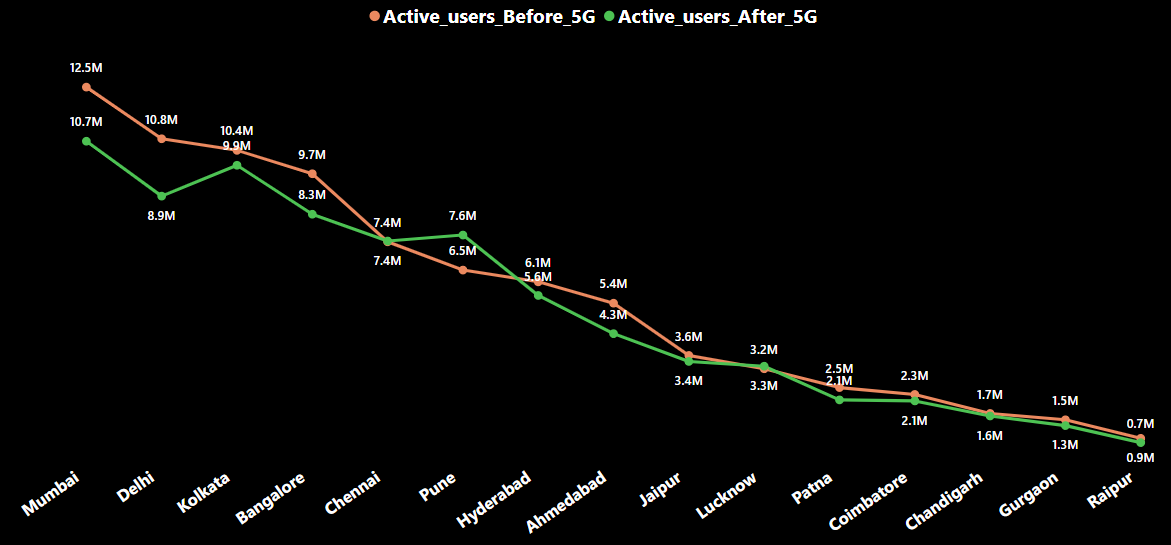 Active_users_Before_5G Active_users_After_5G
12.5M
10.7M
10.8M
8.9M
10.4M
9.9M
9.7M
8.3M
7.4M
7.4M
7.6M
6.5M
6.1M
5.6M
5.4M
4.3M
3.6M
3.4M
3.2M
3.3M
2.5M
2.1M
2.3M
2.1M
1.7M
1.6M
1.5M
1.3M
0.7M
0.9M
Mumbai
Delhi
Kolkata
Bangalore
Chennai
Pune
Hyderabad
Ahmedabad
Jaipur
Lucknow
Patna
Coimbatore
Chandigarh
Gurgaon
Raipur